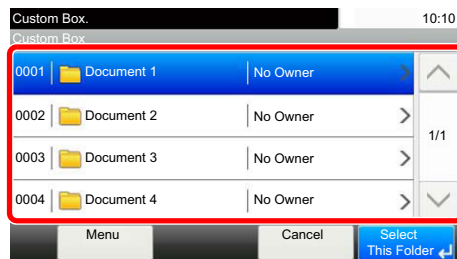 Custom Box. 10:10
Custom Box
0001 Document 1 No Owner
0002 Document 2 No Owner
1/1
0003 Document 3 No Owner
0004 Document 4 No Owner
Menu Cancel Select
This Folder